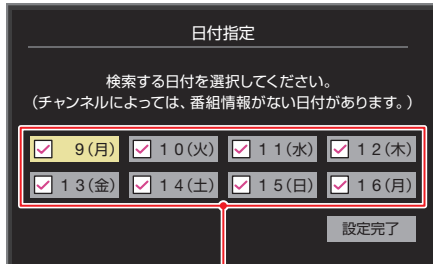 日付指定
検索する日付を選択してください。
(チャンネルによっては、番組情報がない日付があります。)
9(月) 10(火) 11(水) 12(木)
13(金) 14(土) 15(日) 16(月)
設定完了